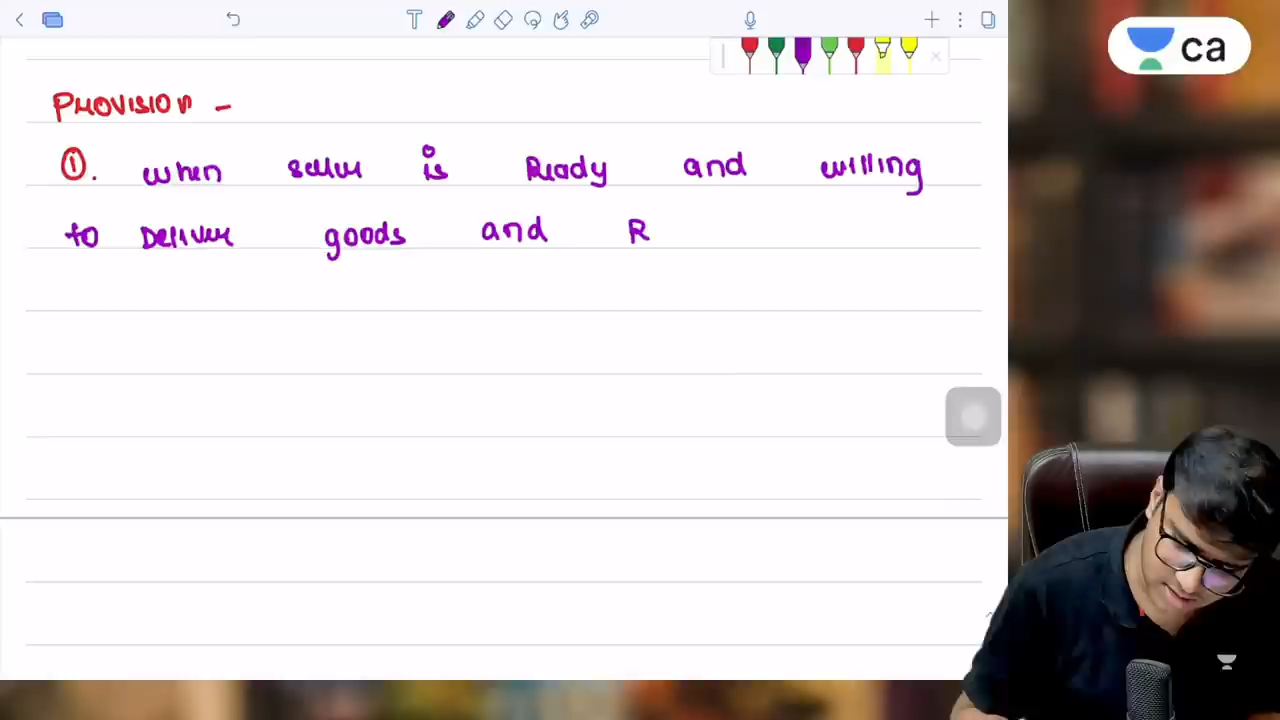 ca
PROVISION -
①. when seller is Ready and willing
to Deliver goods and R